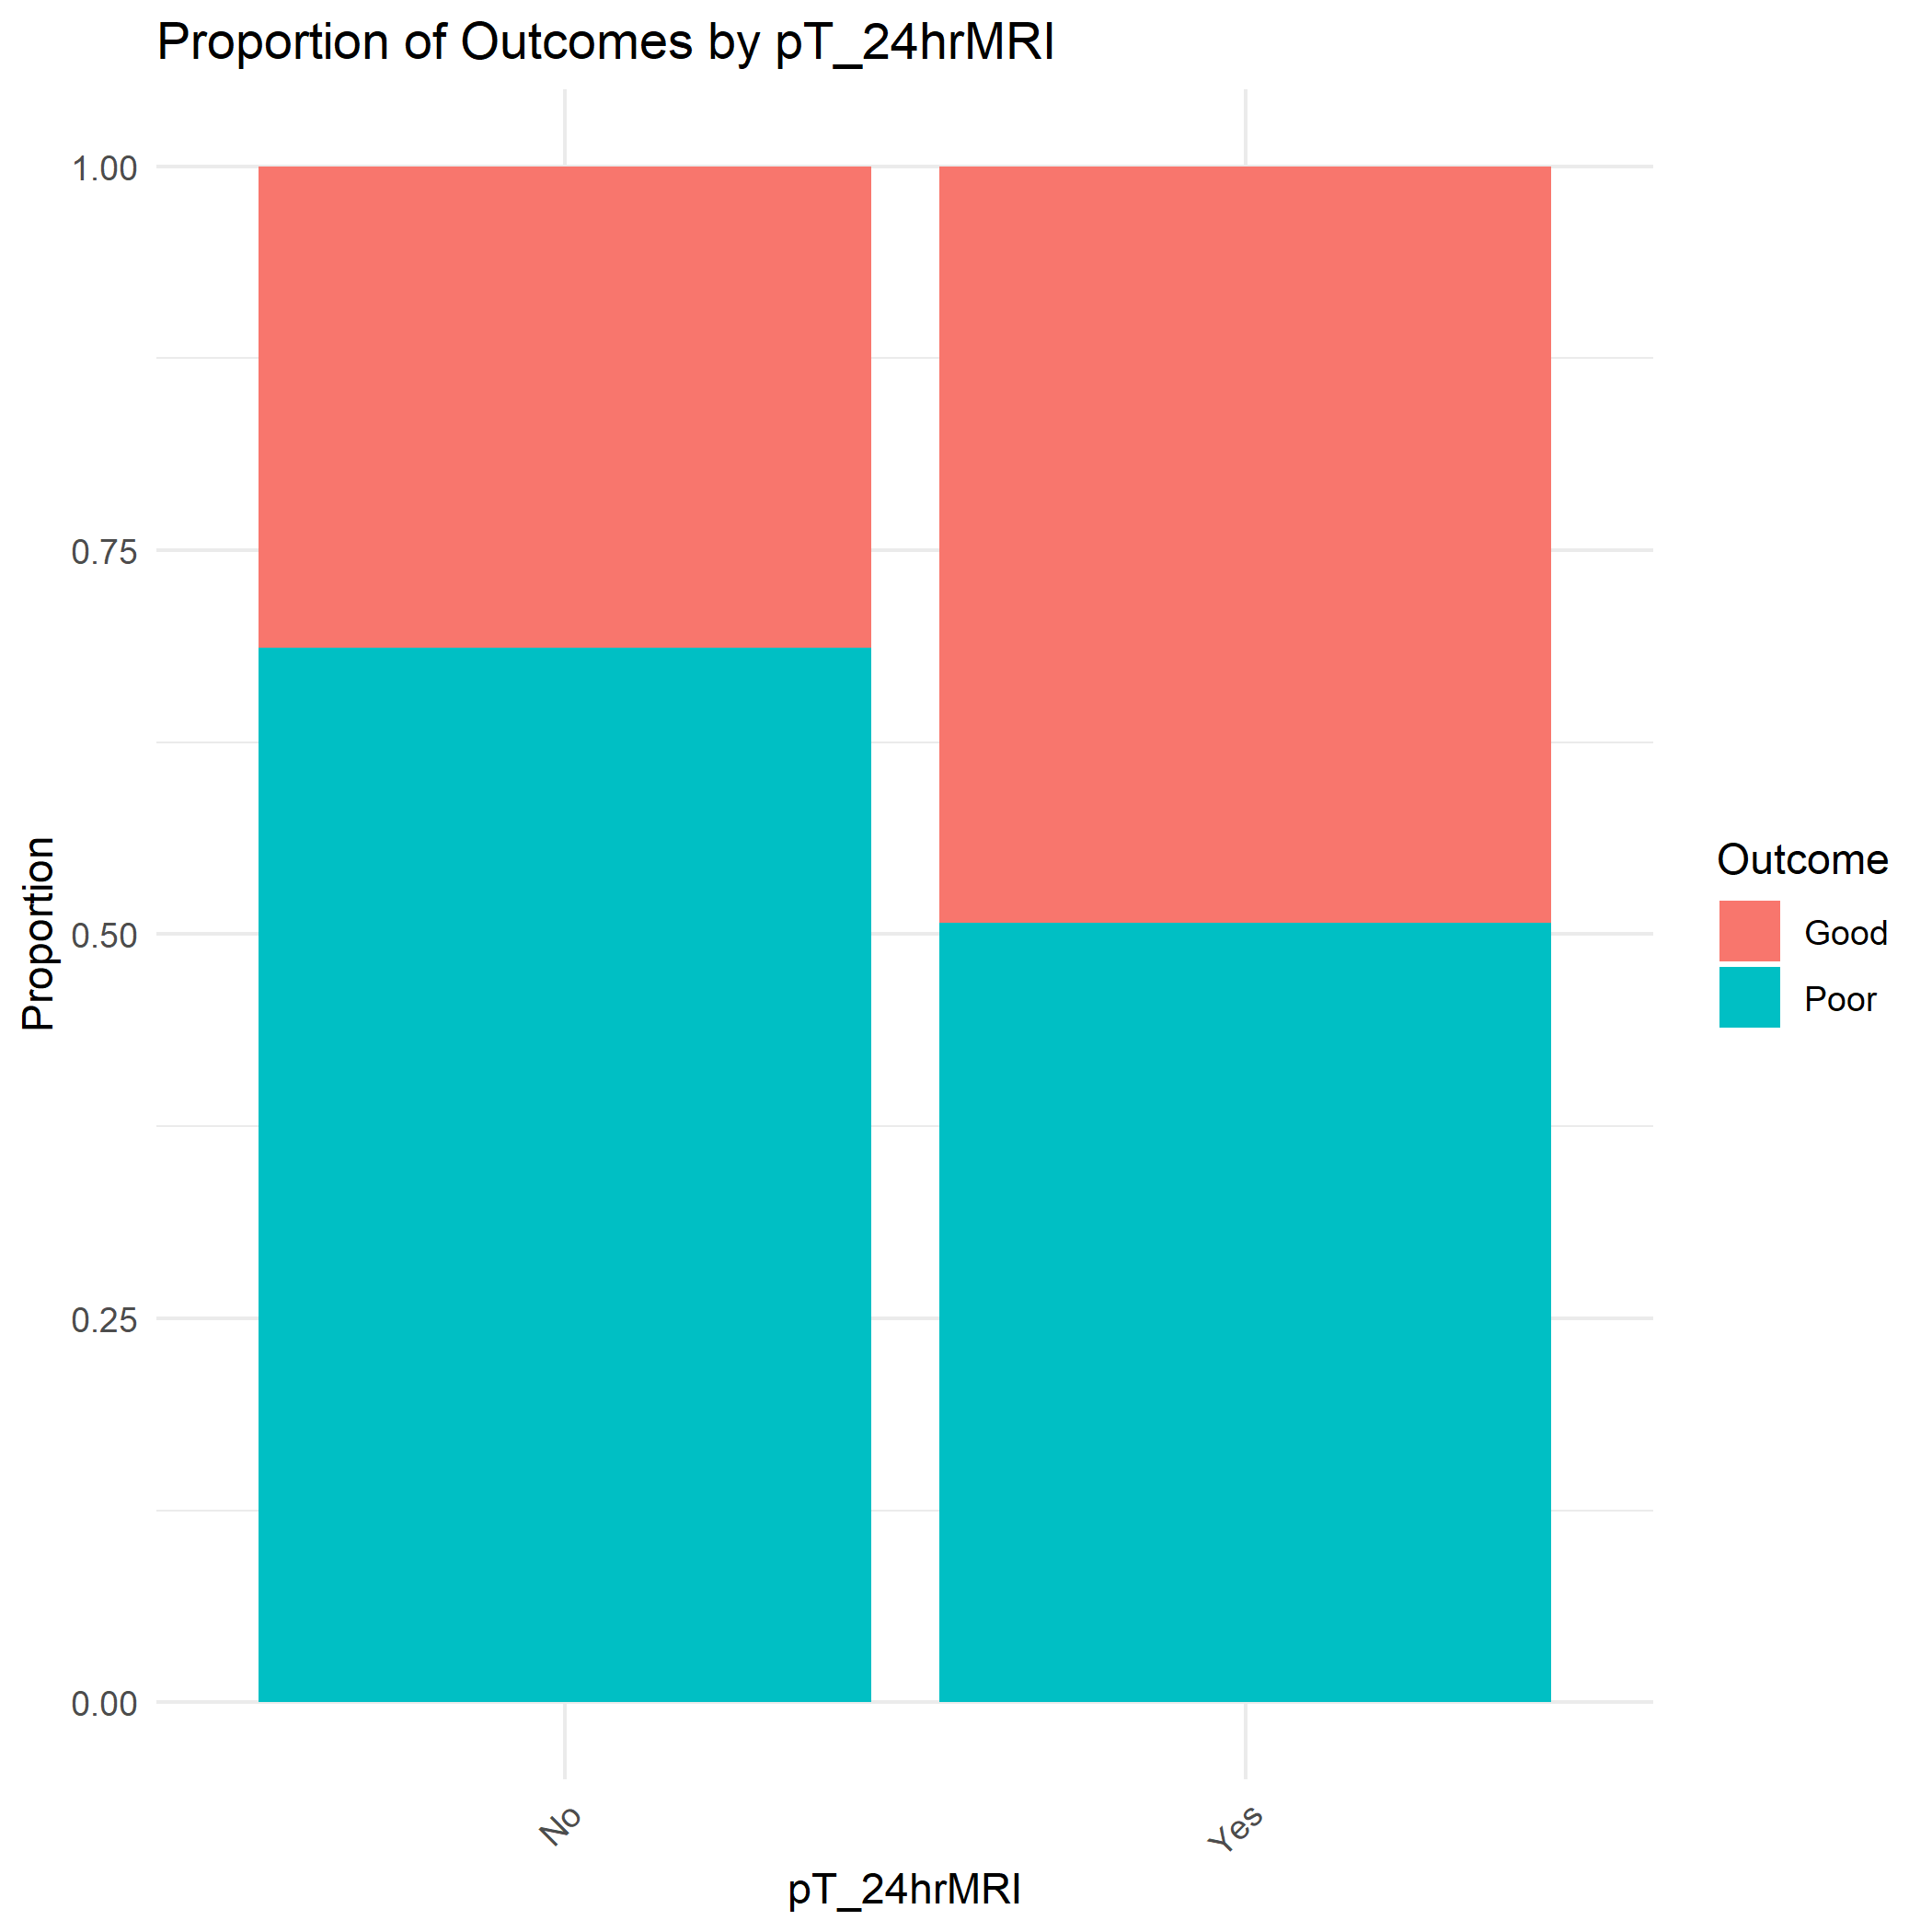 Proportion of Outcomes by pT_24hrMRI
1.00
0.75
0.50
0.25
0.00
Proportion
No
Yes
pT_24hrMRI
Outcome
Good
Poor